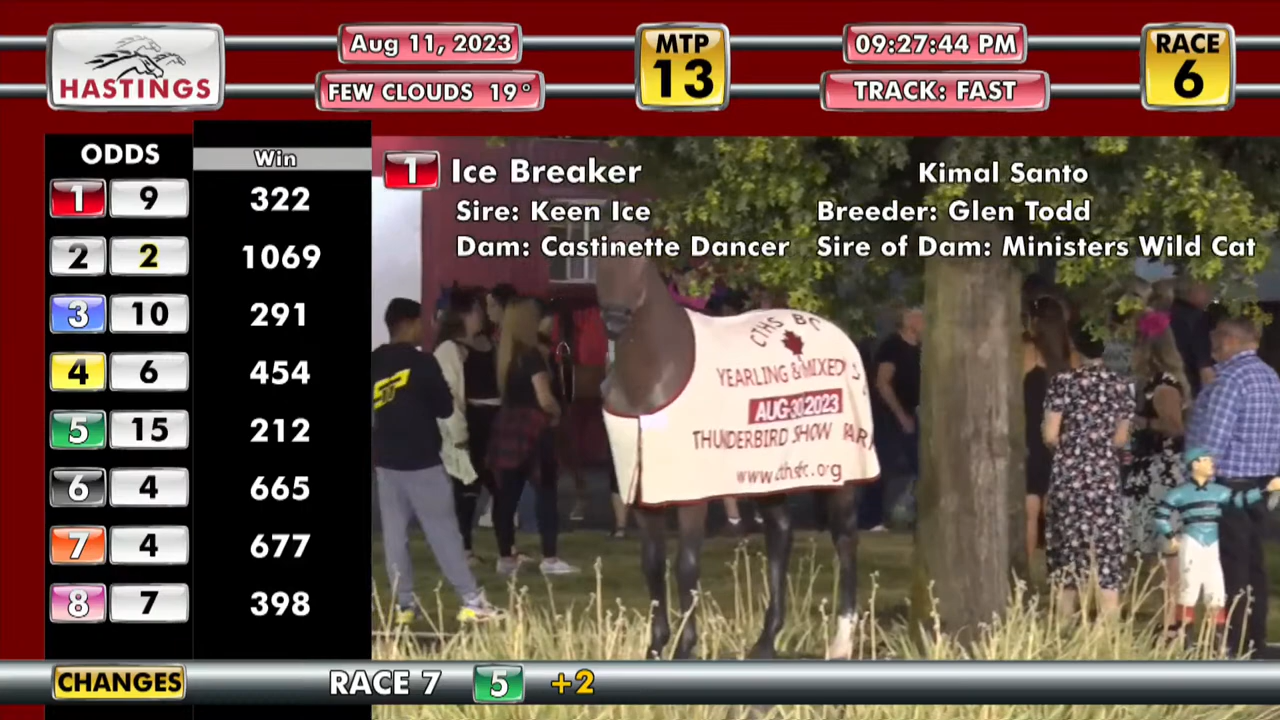 HASTINGS
Aug 11, 2023
FEW CLOUDS 19°
MTP
13
09:27:44 PM
TRACK: FAST
RACE
6
ODDS Win
1 9 322
2 2 1069
3 10 291
4 6 454
5 15 212
6 4 665
7 4 677
8 7 398
1 Ice Breaker Kimal Santo
Sire: Keen Ice Breeder: Glen Todd
Dam: Castinette Dancer Sire of Dam: Ministers Wild Cat
CTHS BC
YEARLING & MIXED
AUG-30 2023
THUNDERBIRD SHOW PARK
www.cthsbc.org
CHANGES RACE 7 5 +2